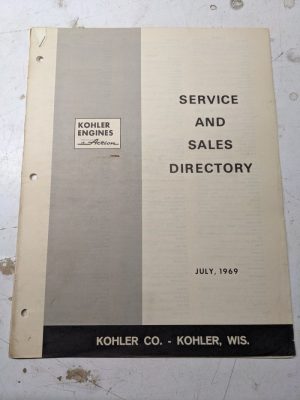 KOHLER
ENGINES
in Action
SERVICE
AND
SALES
DIRECTORY
JULY, 1969
KOHLER CO. - KOHLER, WIS.